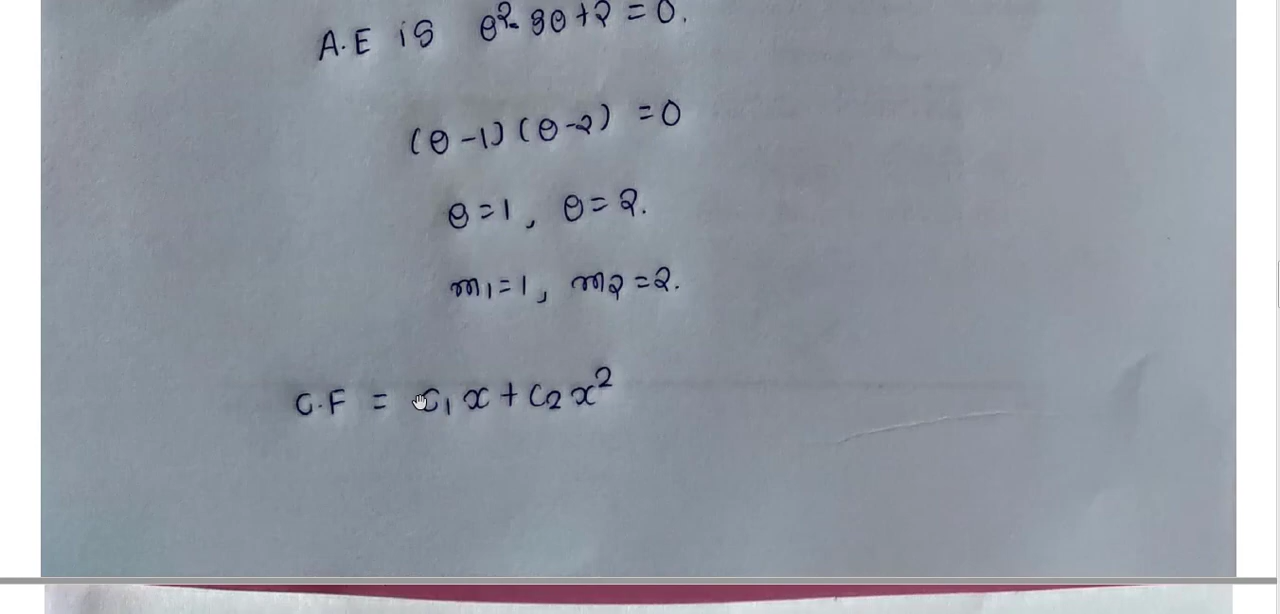 A.E is θ²-3θ+2=0.
(θ-1)(θ-2)=0
θ=1, θ=2.
m1=1, m2=2.
C.F = C1x+C2x²